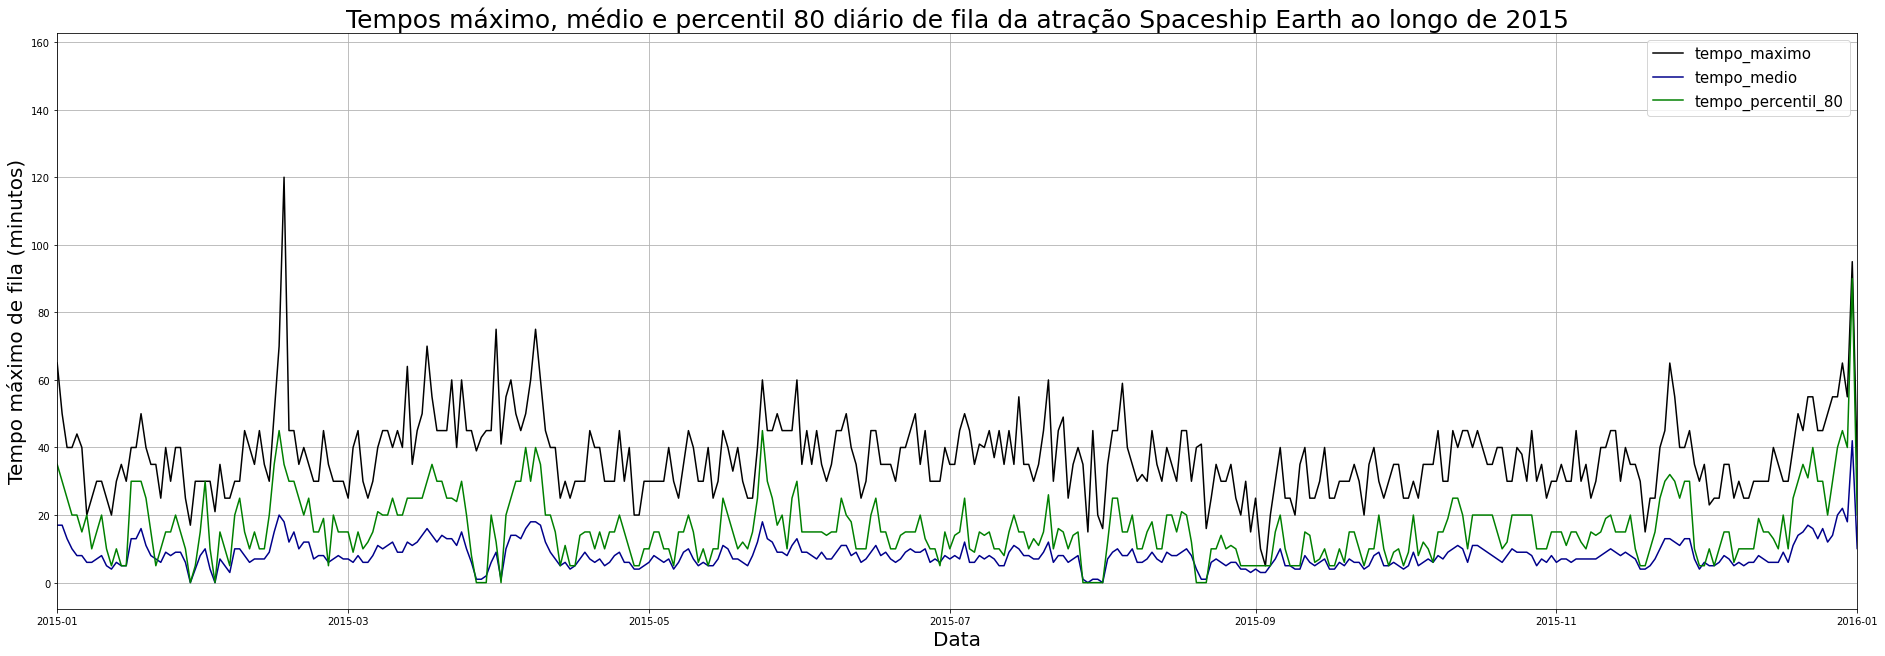 Tempos máximo, médio e percentil 80 diário de fila da atração Spaceship Earth ao longo de 2015
160
140
120
100
80
60
40
20
0
Tempo máximo de fila (minutos)
tempo_maximo
tempo_medio
tempo_percentil_80
2015-01
2015-03
2015-05
2015-07
2015-09
2015-11
2016-01
Data